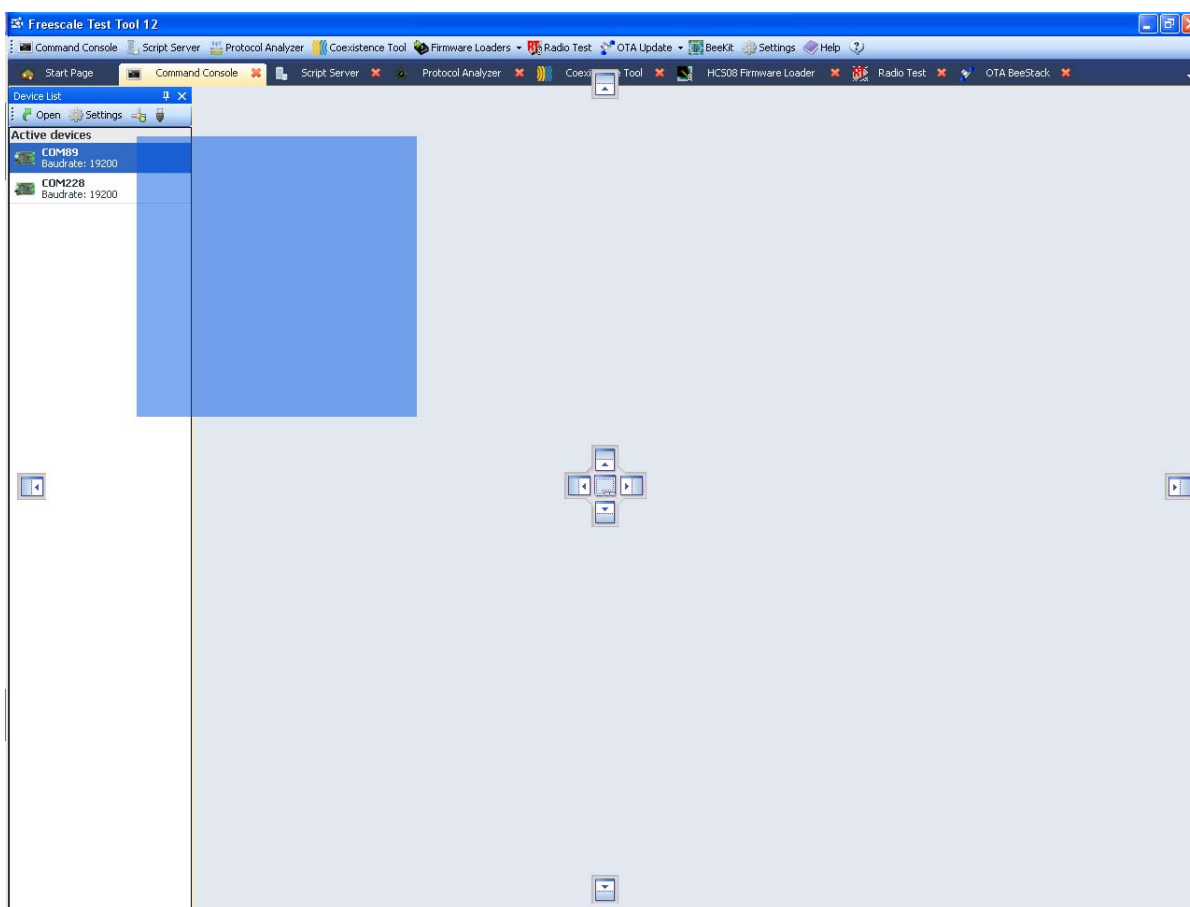 Freescale Test Tool 12
Command Console Script Server Protocol Analyzer Coexistence Tool Firmware Loaders Radio Test OTA Update BeeKit Settings Help
Start Page Command Console Script Server Protocol Analyzer Tool HCS08 Firmware Loader Radio Test OTA BeeStack
Device List
Open Settings
Active devices
COM89
Baudrate: 19200
COM228
Baudrate: 19200